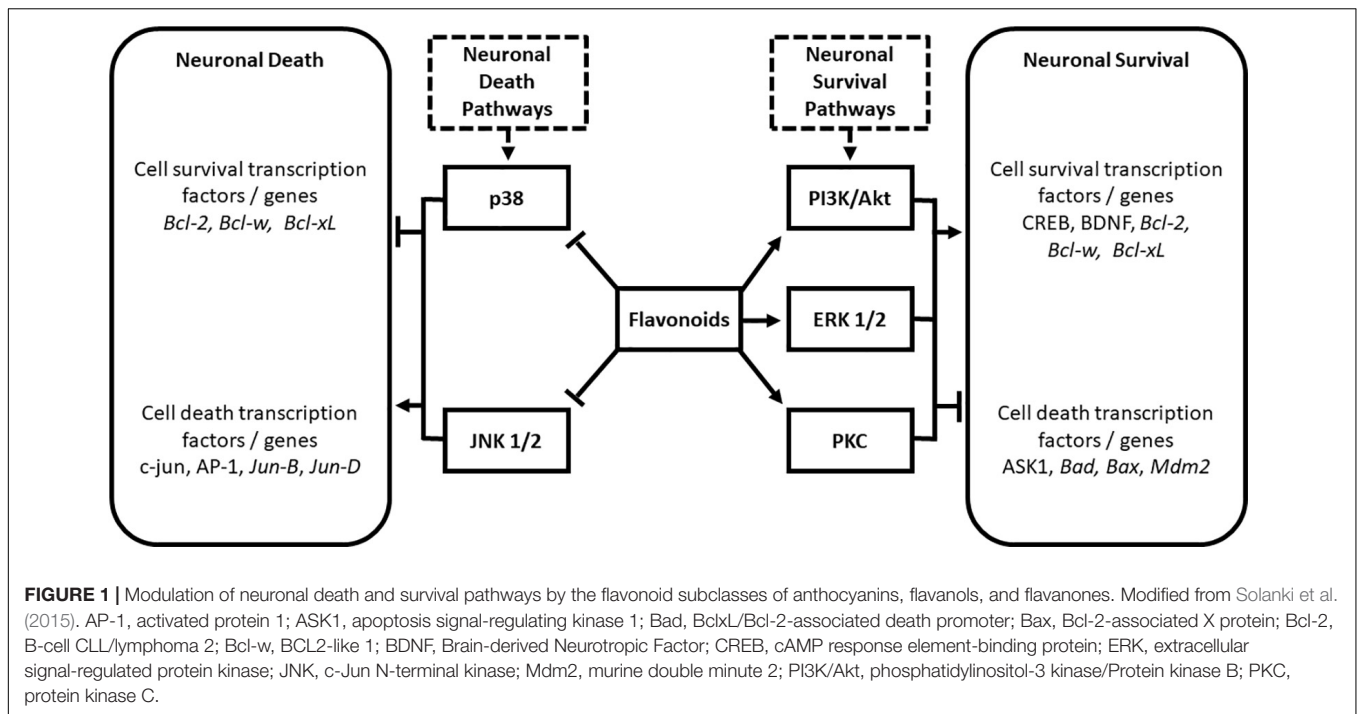 Neuronal Death
Cell survival transcription
factors / genes
Bcl-2, Bcl-w, Bcl-xL
Cell death transcription
factors / genes
c-jun, AP-1, Jun-B, Jun-D
Neuronal
Death
Pathways
p38
JNK 1/2
Flavonoids
Neuronal
Survival
Pathways
PI3K/Akt
ERK 1/2
PKC
Neuronal Survival
Cell survival transcription
factors / genes
CREB, BDNF, Bcl-2,
Bcl-w, Bcl-xL
Cell death transcription
factors / genes
ASK1, Bad, Bax, Mdm2
FIGURE 1 | Modulation of neuronal death and survival pathways by the flavonoid subclasses of anthocyanins, flavanols, and flavanones. Modified from Solanki et al.
(2015). AP-1, activated protein 1; ASK1, apoptosis signal-regulating kinase 1; Bad, BclxL/Bcl-2-associated death promoter; Bax, Bcl-2-associated X protein; Bcl-2,
B-cell CLL/lymphoma 2; Bcl-w, BCL2-like 1; BDNF, Brain-derived Neurotropic Factor; CREB, cAMP response element-binding protein; ERK, extracellular
signal-regulated protein kinase; JNK, c-Jun N-terminal kinase; Mdm2, murine double minute 2; PI3K/Akt, phosphatidylinositol-3 kinase/Protein kinase B; PKC,
protein kinase C.